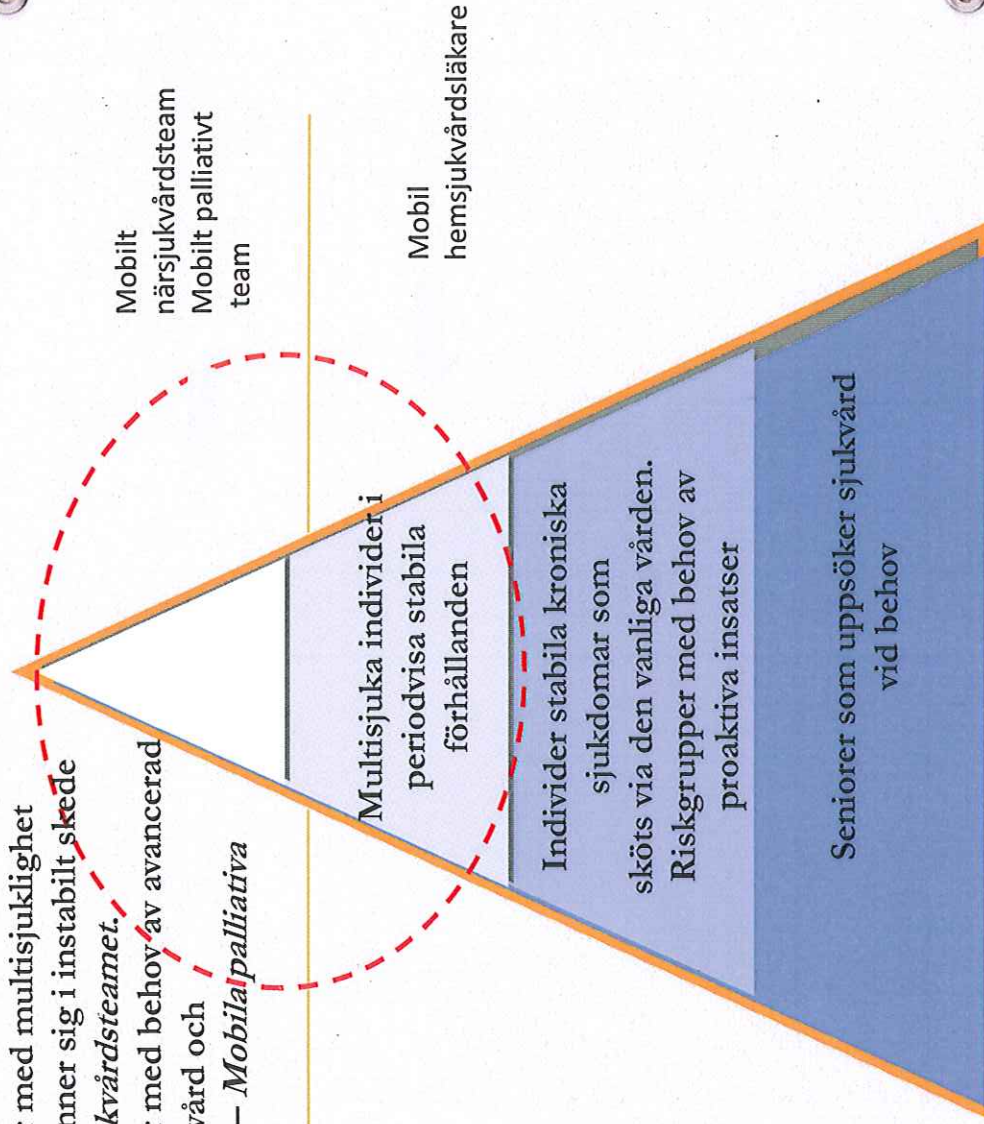 med multisjuklighet
nner sig i instabilt skede
kvårdsteamet.
med behov av avancerad
vård och
– Mobila palliativa
Mobilt
närsjukvårdsteam
Mobilt palliativt
team
Mobil
hemsjukvårdsläkare
Multisjuka individer i
periodvisa stabila
förhållanden
Individer stabila kroniska
sjukdomar som
sköts via den vanliga vården.
Riskgrupper med behov av
proaktiva insatser
Seniorer som uppsöker sjukvård
vid behov